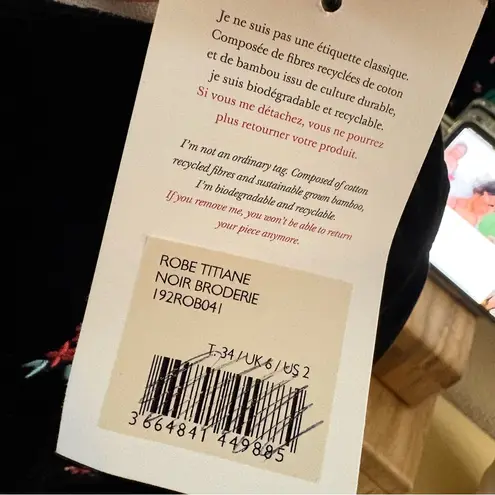 Je ne suis pas une étiquette classique.
Composée de fibres recyclées de coton
et de bambou issu de culture durable,
je suis biodégradable et recyclable.
Si vous me détachez, vous ne pourrez
plus retourner votre produit.
I'm not an ordinary tag. Composed of cotton
recycled fibres and sustainable grown bamboo,
I'm biodegradable and recyclable.
If you remove me, you won't be able to return
your piece anymore.
ROBE TITIANE
NOIR BRODERIE
192ROB041
T. 34 / UK 6 / US 2
3 664841 449885